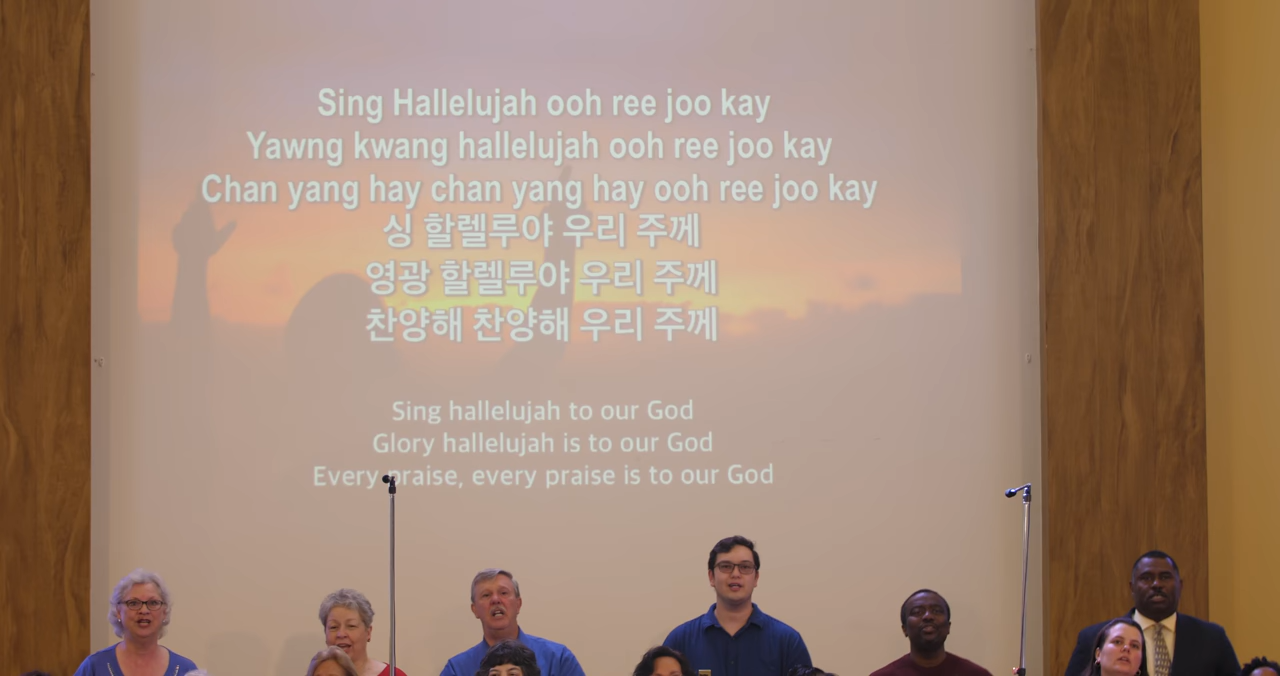 Sing Hallelujah ooh ree joo kay
Yawng kwang hallelujah ooh ree joo kay
Chan yang hay chan yang hay ooh ree joo kay
싱 할렐루야 우리 주께
영광 할렐루야 우리 주께
찬양해 찬양해 우리 주께
Sing hallelujah to our God
Glory hallelujah is to our God
Every praise, every praise is to our God